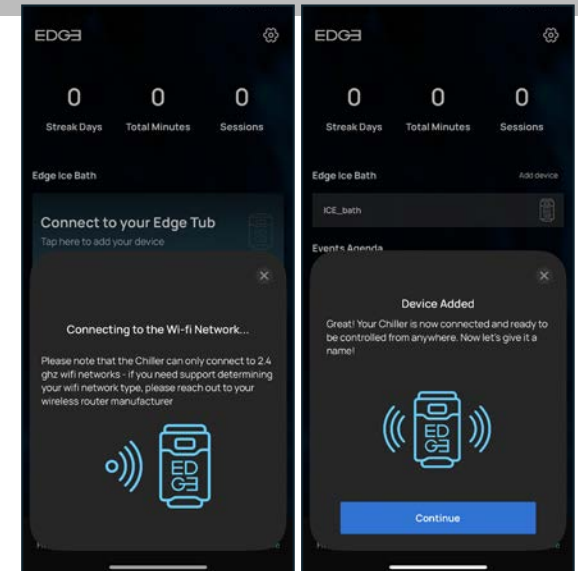 EDGE
0 0 0
Streak Days Total Minutes Sessions
Edge Ice Bath
Connect to your Edge Tub
Tap here to add your device
Connecting to the Wi-fi Network...
Please note that the Chiller can only connect to 2.4
ghz wifi networks - if you need support determining
your wifi network type, please reach out to your
wireless router manufacturer
ED
GE
EDGE
0 0 0
Streak Days Total Minutes Sessions
Edge Ice Bath Add device
ICE_bath
Events Agenda
Device Added
Great! Your Chiller is now connected and ready to
be controlled from anywhere. Now let's give it a
name!
ED
GE
Continue